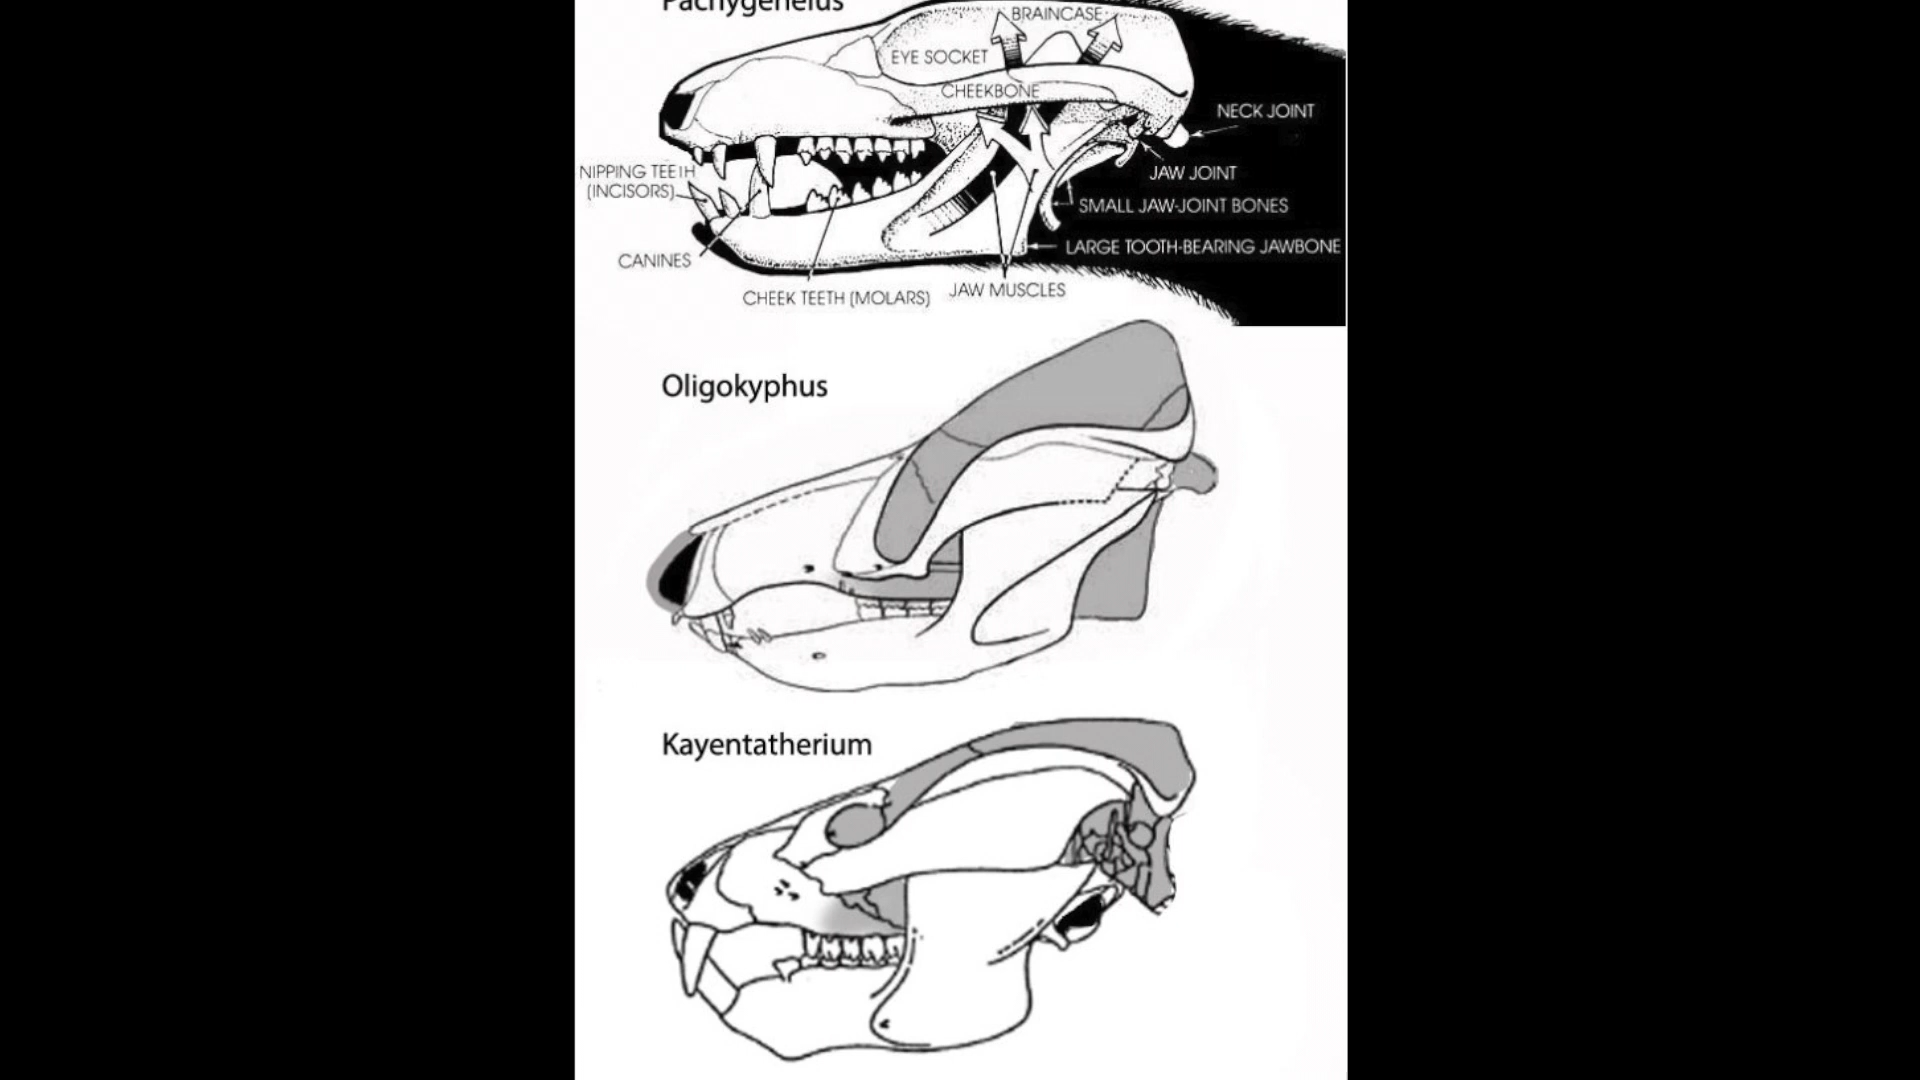 Pachygenelus
BRAINCASE
EYE SOCKET
CHEEKBONE
NECK JOINT
NIPPING TEETH
(INCISORS)
JAW JOINT
SMALL JAW-JOINT BONES
LARGE TOOTH-BEARING JAWBONE
CANINES
CHEEK TEETH (MOLARS)
JAW MUSCLES
Oligokyphus
Kayentatherium